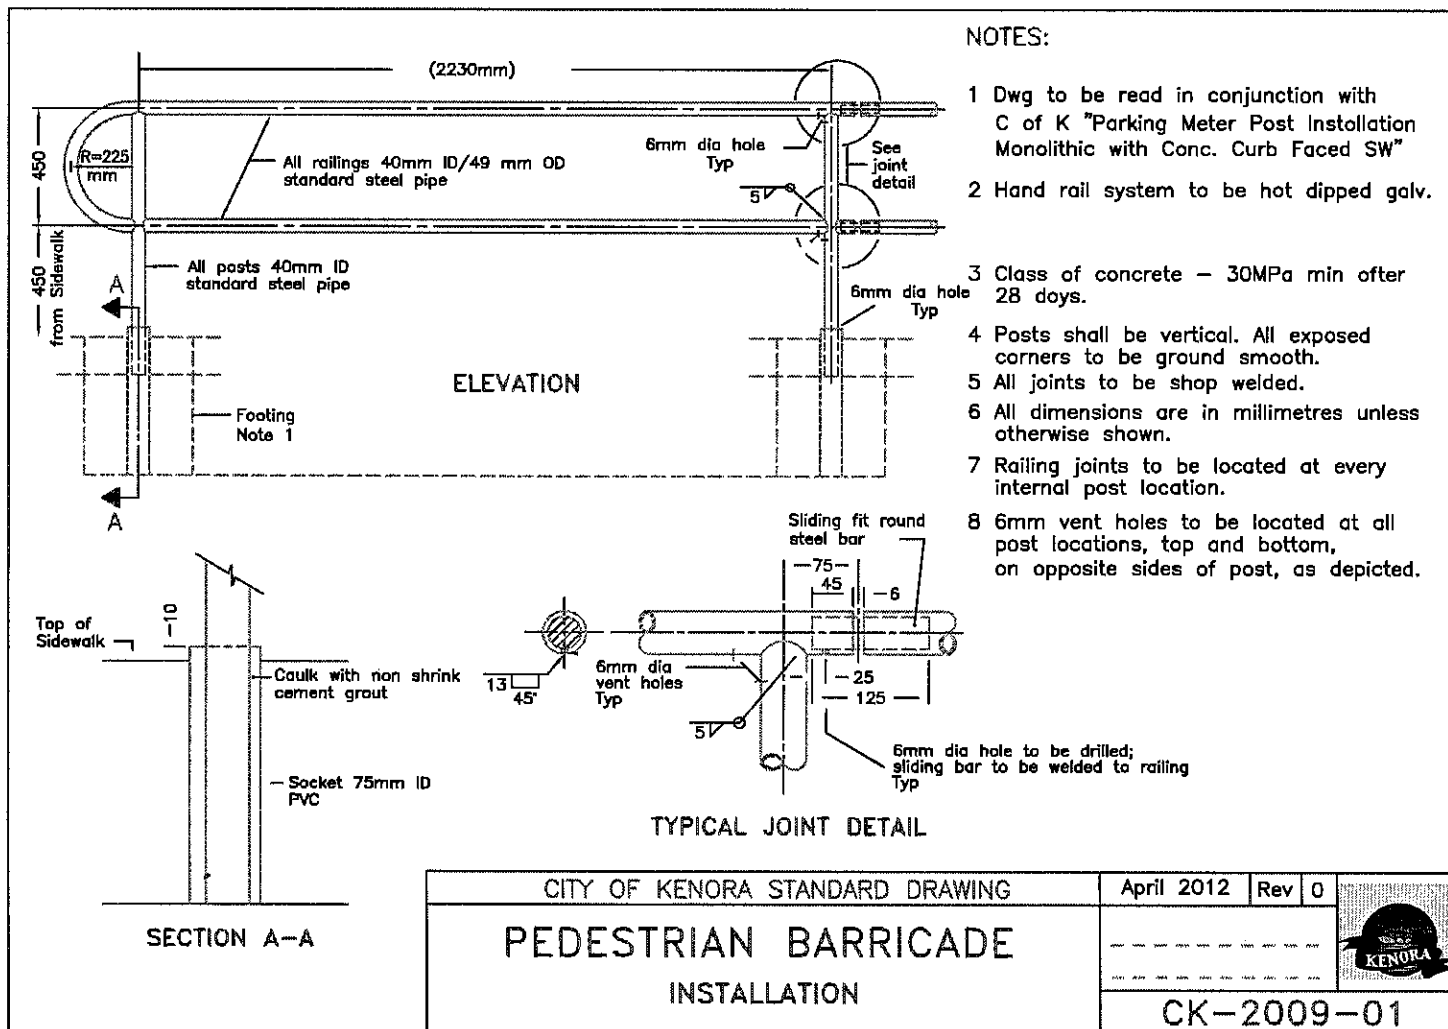 NOTES:
1 Dwg to be read in conjunction with
C of K "Parking Meter Post Instollation
Monolithic with Conc. Curb Faced SW"
2 Hand rail system to be hot dipped galv.
3 Class of concrete – 30MPa min ofter
28 doys.
4 Posts shall be vertical. All exposed
corners to be ground smooth.
5 All joints to be shop welded.
6 All dimensions are in millimetres unless
otherwise shown.
7 Railing joints to be located at every
internal post location.
8 6mm vent holes to be located at all
post locations, top and bottom,
on opposite sides of post, as depicted.
(2230mm)
450
R=225
mm
All railings 40mm ID/49 mm OD
standard steel pipe
6mm dia hole
Typ
See
joint
detail
5
450
from Sidewalk
A
All posts 40mm ID
standard steel pipe
6mm dia hole
Typ
ELEVATION
Footing
Note 1
A
10
Top of
Sidewalk
Caulk with non shrink
cement grout
Socket 75mm ID
PVC
SECTION A-A
Sliding fit round
steel bar
75
45
6
13
45°
6mm dia
vent holes
Typ
25
125
5
6mm dia hole to be drilled;
sliding bar to be welded to railing
Typ
TYPICAL JOINT DETAIL
CITY OF KENORA STANDARD DRAWING
April 2012
Rev 0
PEDESTRIAN BARRICADE
INSTALLATION
KENORA
CK-2009-01